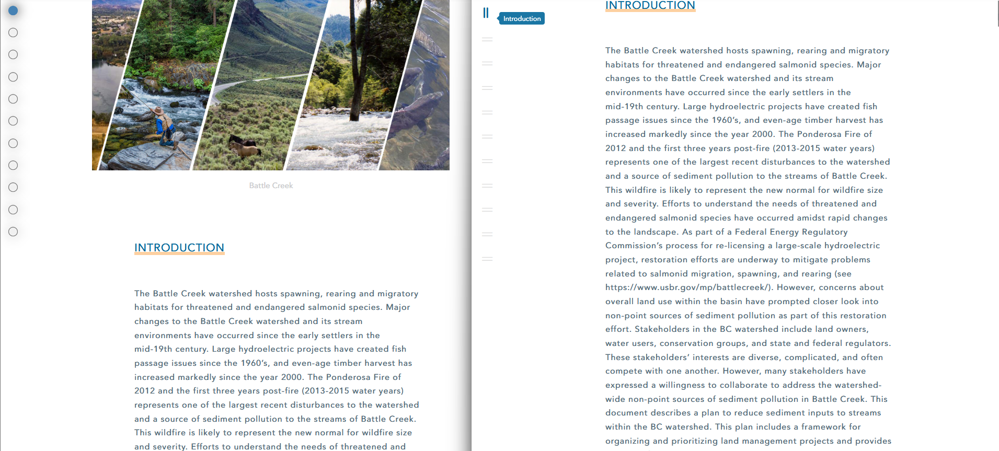 Battle Creek
INTRODUCTION
The Battle Creek watershed hosts spawning, rearing and migratory
habitats for threatened and endangered salmonid species. Major
changes to the Battle Creek watershed and its stream
environments have occurred since the early settlers in the
mid-19th century. Large hydroelectric projects have created fish
passage issues since the 1960’s, and even-age timber harvest has
increased markedly since the year 2000. The Ponderosa Fire of
2012 and the first three years post-fire (2013-2015 water years)
represents one of the largest recent disturbances to the watershed
and a source of sediment pollution to the streams of Battle Creek.
This wildfire is likely to represent the new normal for wildfire size
and severity. Efforts to understand the needs of threatened and
Introduction
INTRODUCTION
The Battle Creek watershed hosts spawning, rearing and migratory
habitats for threatened and endangered salmonid species. Major
changes to the Battle Creek watershed and its stream
environments have occurred since the early settlers in the
mid-19th century. Large hydroelectric projects have created fish
passage issues since the 1960’s, and even-age timber harvest has
increased markedly since the year 2000. The Ponderosa Fire of
2012 and the first three years post-fire (2013-2015 water years)
represents one of the largest recent disturbances to the watershed
and a source of sediment pollution to the streams of Battle Creek.
This wildfire is likely to represent the new normal for wildfire size
and severity. Efforts to understand the needs of threatened and
endangered salmonid species have occurred amidst rapid changes
to the landscape. As part of a Federal Energy Regulatory
Commission’s process for re-licensing a large-scale hydroelectric
project, restoration efforts are underway to mitigate problems
related to salmonid migration, spawning, and rearing (see
https://www.usbr.gov/mp/battlecreek/). However, concerns about
overall land use within the basin have prompted closer look into
non-point sources of sediment pollution as part of this restoration
effort. Stakeholders in the BC watershed include land owners,
water users, conservation groups, and state and federal regulators.
These stakeholders’ interests are diverse, complicated, and often
compete with one another. However, many stakeholders have
expressed a willingness to collaborate to address the watershed-
wide non-point sources of sediment pollution in Battle Creek. This
document describes a plan to reduce sediment inputs to streams
within the BC watershed. This plan includes a framework for
organizing and prioritizing land management projects and provides